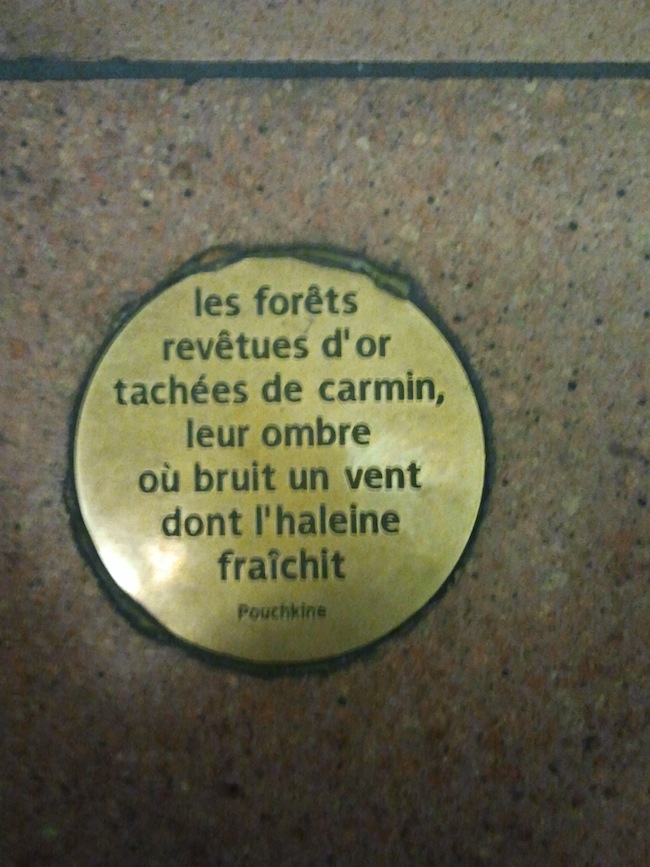 les forêts
revêtues d'or
tachées de carmin,
leur ombre
où bruit un vent
dont l'haleine
fraîchit
Pouchkine